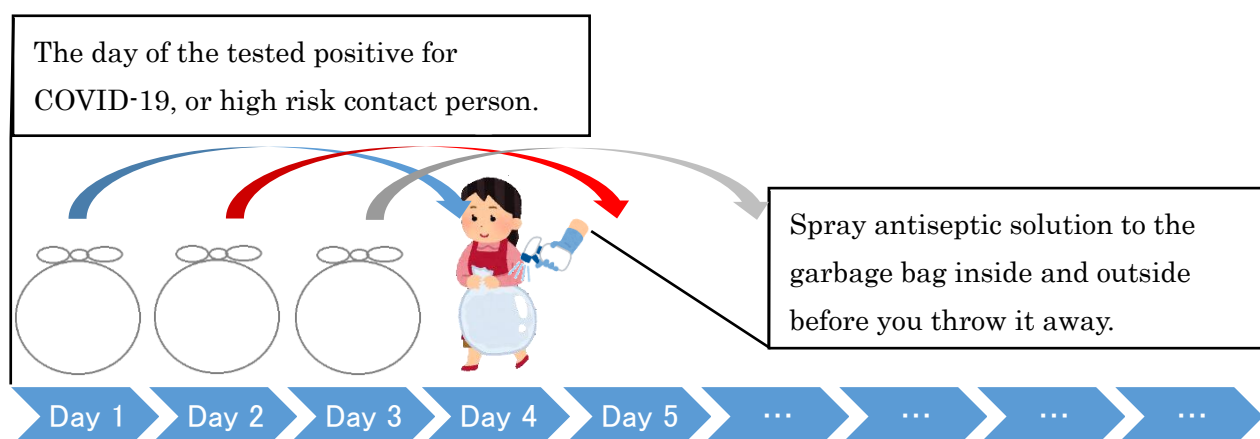 The day of the tested positive for
COVID-19, or high risk contact person.
Spray antiseptic solution to the
garbage bag inside and outside
before you throw it away.
Day 1 Day 2 Day 3 Day 4 Day 5 … … … …